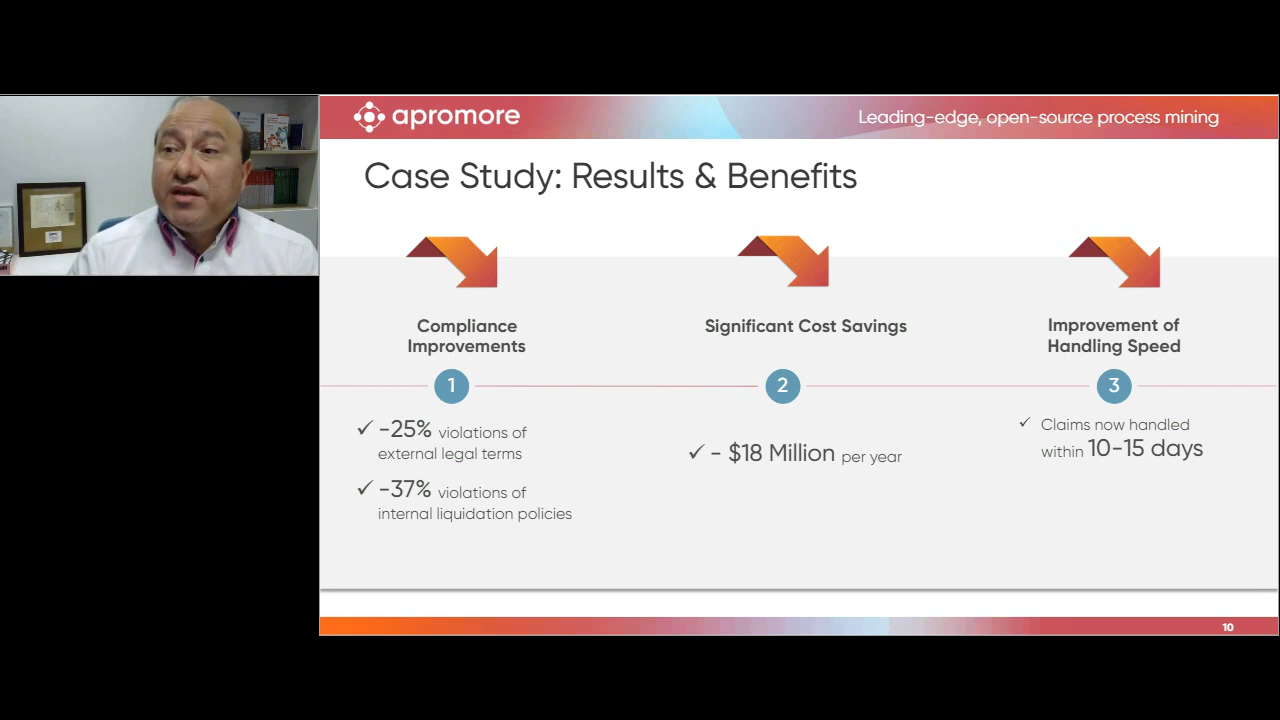 apromore
Leading-edge, open-source process mining
Case Study: Results & Benefits
Compliance
Improvements
Significant Cost Savings
Improvement of
Handling Speed
1
2
3
✓ -25% violations of
external legal terms
✓ -37% violations of
internal liquidation policies
✓ - $18 Million per year
✓ Claims now handled
within 10-15 days
10